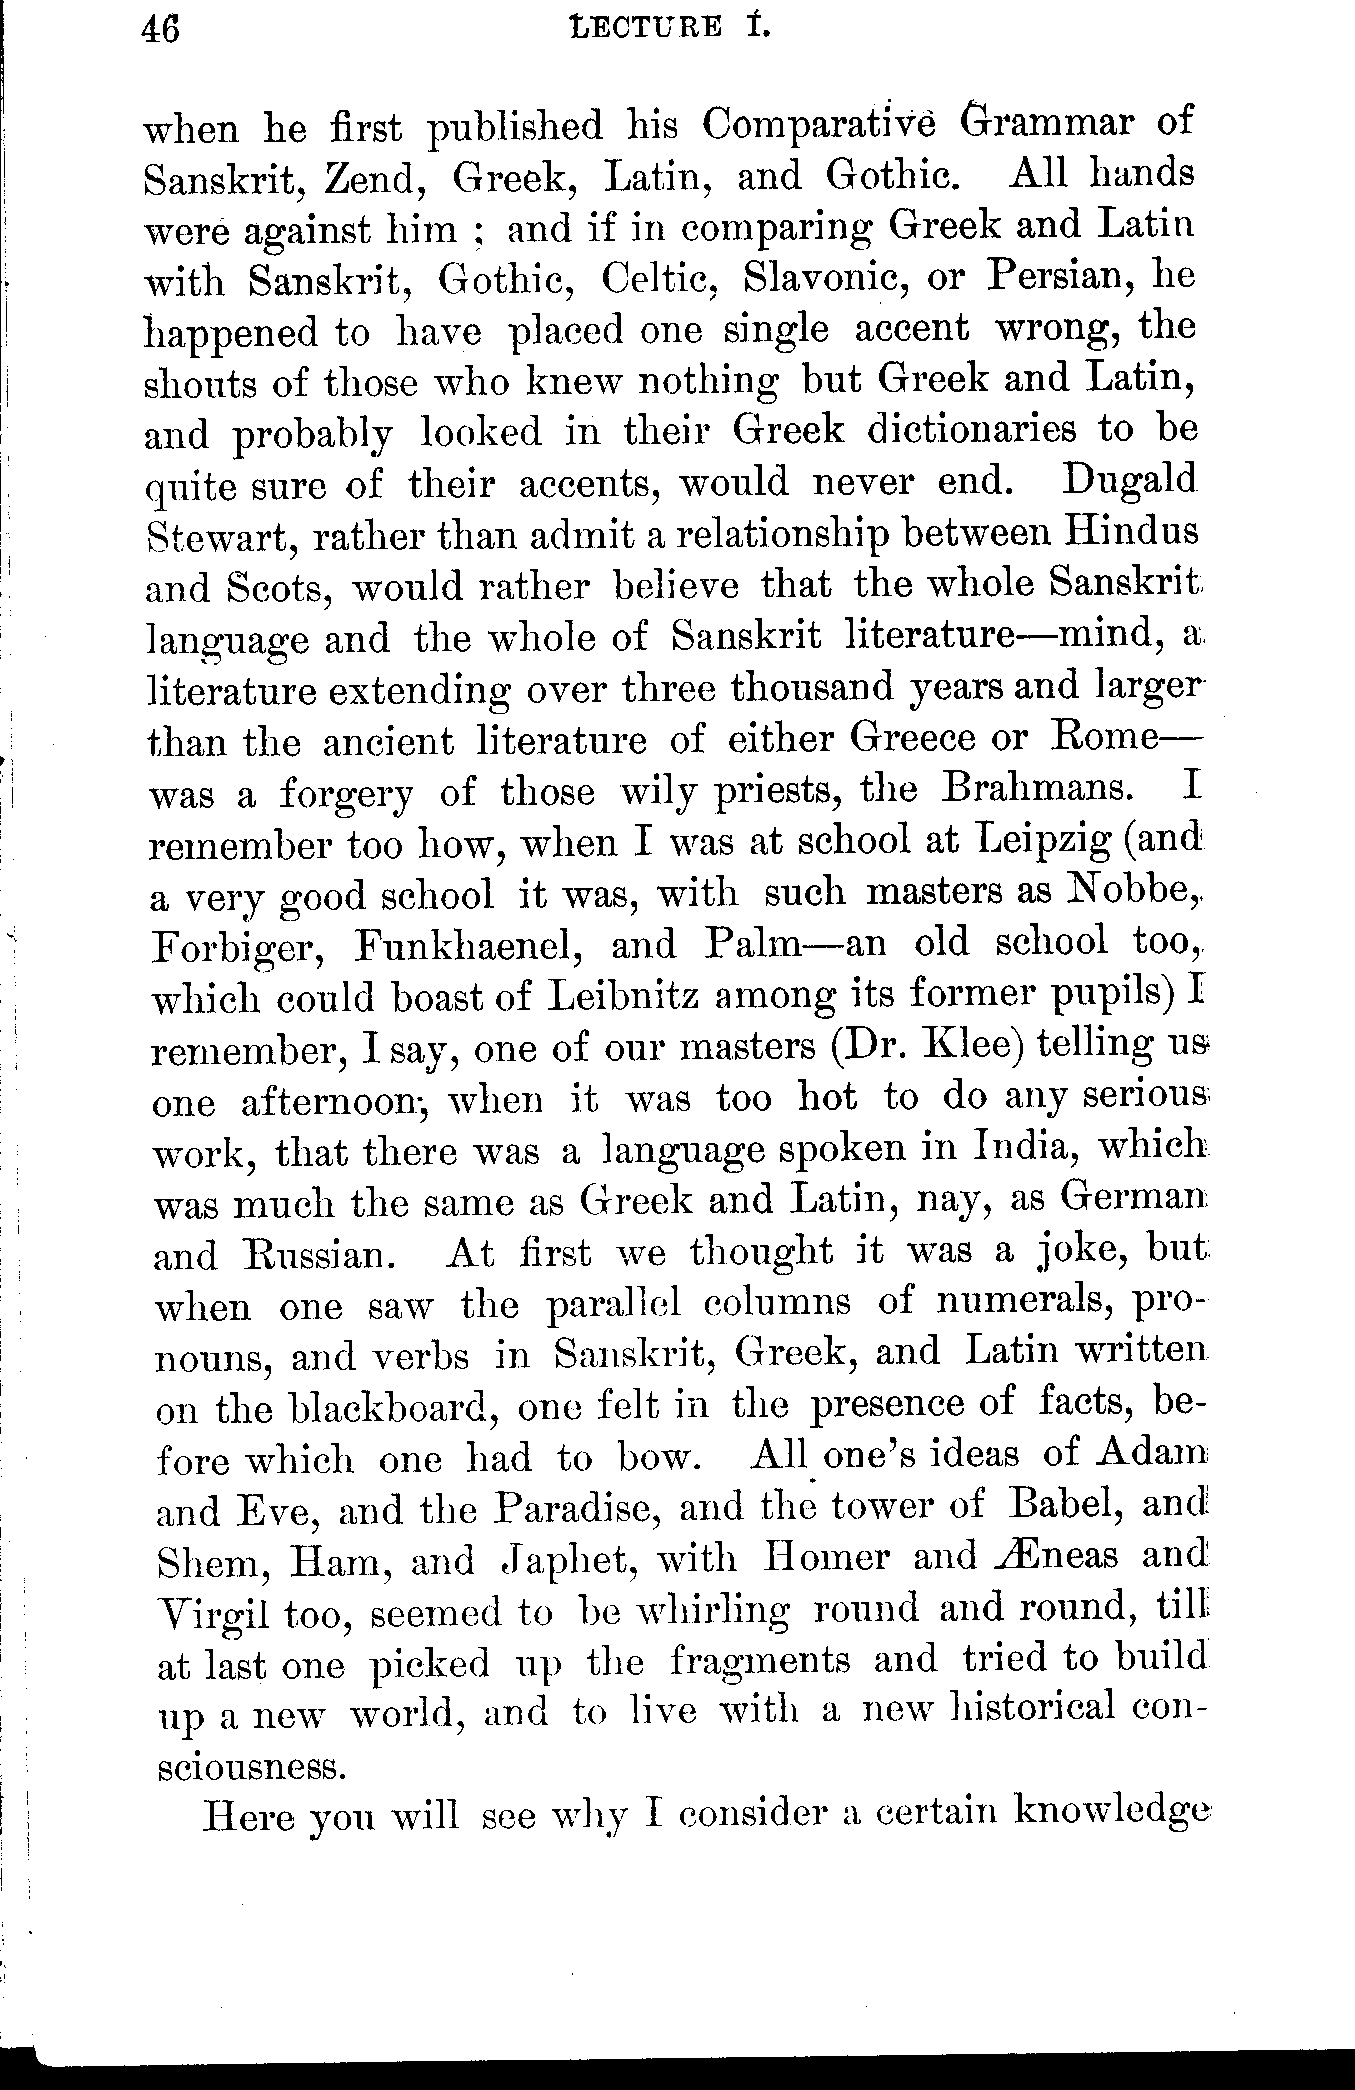 46 LECTURE I.
when he first published his Comparative Grammar of
Sanskrit, Zend, Greek, Latin, and Gothic. All hands
were against him ; and if in comparing Greek and Latin
with Sanskrit, Gothic, Celtic, Slavonic, or Persian, he
happened to have placed one single accent wrong, the
shouts of those who knew nothing but Greek and Latin,
and probably looked in their Greek dictionaries to be
quite sure of their accents, would never end. Dugald
Stewart, rather than admit a relationship between Hindus
and Scots, would rather believe that the whole Sanskrit
language and the whole of Sanskrit literature—mind, a
literature extending over three thousand years and larger
than the ancient literature of either Greece or Rome—
was a forgery of those wily priests, the Brahmans. I
remember too how, when I was at school at Leipzig (and
a very good school it was, with such masters as Nobbe,
Forbiger, Funkhaenel, and Palm—an old school too,
which could boast of Leibnitz among its former pupils) I
remember, I say, one of our masters (Dr. Klee) telling us
one afternoon, when it was too hot to do any serious
work, that there was a language spoken in India, which
was much the same as Greek and Latin, nay, as German
and Russian. At first we thought it was a joke, but
when one saw the parallel columns of numerals, pro-
nouns, and verbs in Sanskrit, Greek, and Latin written
on the blackboard, one felt in the presence of facts, be-
fore which one had to bow. All one's ideas of Adam
and Eve, and the Paradise, and the tower of Babel, and
Shem, Ham, and Japhet, with Homer and Æneas and
Virgil too, seemed to be whirling round and round, till
at last one picked up the fragments and tried to build
up a new world, and to live with a new historical con-
sciousness.
Here you will see why I consider a certain knowledge